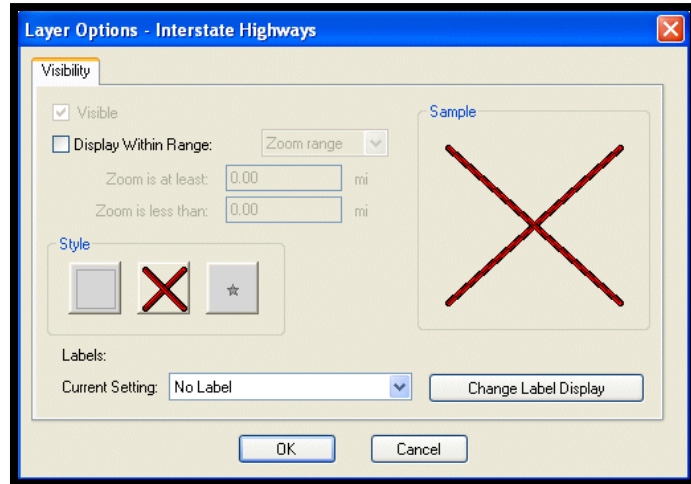 Layer Options - Interstate Highways
Visibility
Visible
Display Within Range: Zoom range
Zoom is at least: 0.00 mi
Zoom is less than: 0.00 mi
Sample
Style
Labels:
Current Setting: No Label Change Label Display
OK Cancel